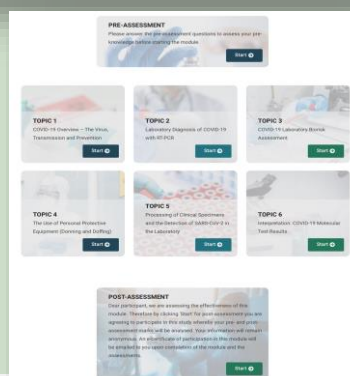 PRE-ASSESSMENT
Please answer the pre-assessment questions to assess your pre-
knowledge before starting the module.
Start
TOPIC 1
COVID-19 Overview – The Virus,
Transmission and Prevention
Start
TOPIC 2
Laboratory Diagnosis of COVID-19
with RT-PCR
Start
TOPIC 3
COVID-19 Laboratory Biorisk
Assessment
Start
TOPIC 4
The Use of Personal Protective
Equipment (Donning and Doffing)
Start
TOPIC 5
Processing of Clinical Specimens
and the Detection of SARS-CoV-2 in
the Laboratory
Start
TOPIC 6
Interpretation: COVID-19 Molecular
Test Results
Start
POST-ASSESSMENT
Dear participant, we are assessing the effectiveness of this
module. Therefore by clicking 'Start' for post-assessment you are
agreeing to participate in this study whereby your pre- and post-
assessment marks will be analysed. Your information will remain
anonymous. An e-certificate of participation in this module will
be emailed to you upon completion of the module and the
assessments.
Start